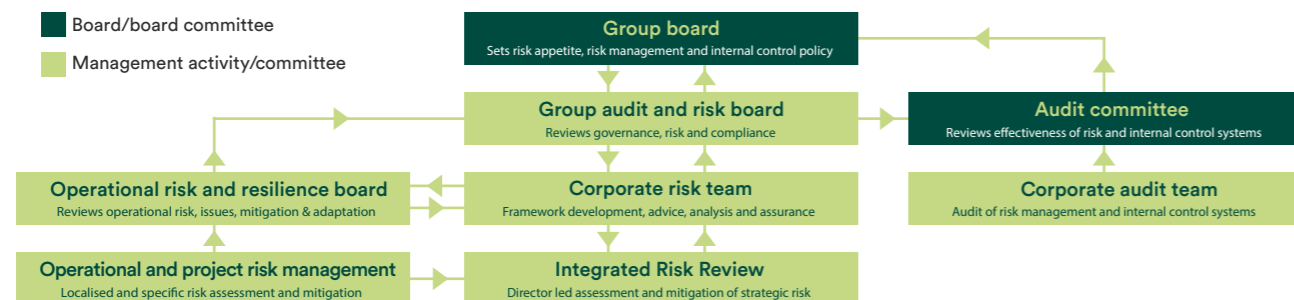 Board/board committee
Management activity/committee
Group board
Sets risk appetite, risk management and internal control policy
Group audit and risk board
Reviews governance, risk and compliance
Audit committee
Reviews effectiveness of risk and internal control systems
Operational risk and resilience board
Reviews operational risk, issues, mitigation & adaptation
Corporate risk team
Framework development, advice, analysis and assurance
Corporate audit team
Audit of risk management and internal control systems
Operational and project risk management
Localised and specific risk assessment and mitigation
Integrated Risk Review
Director led assessment and mitigation of strategic risk